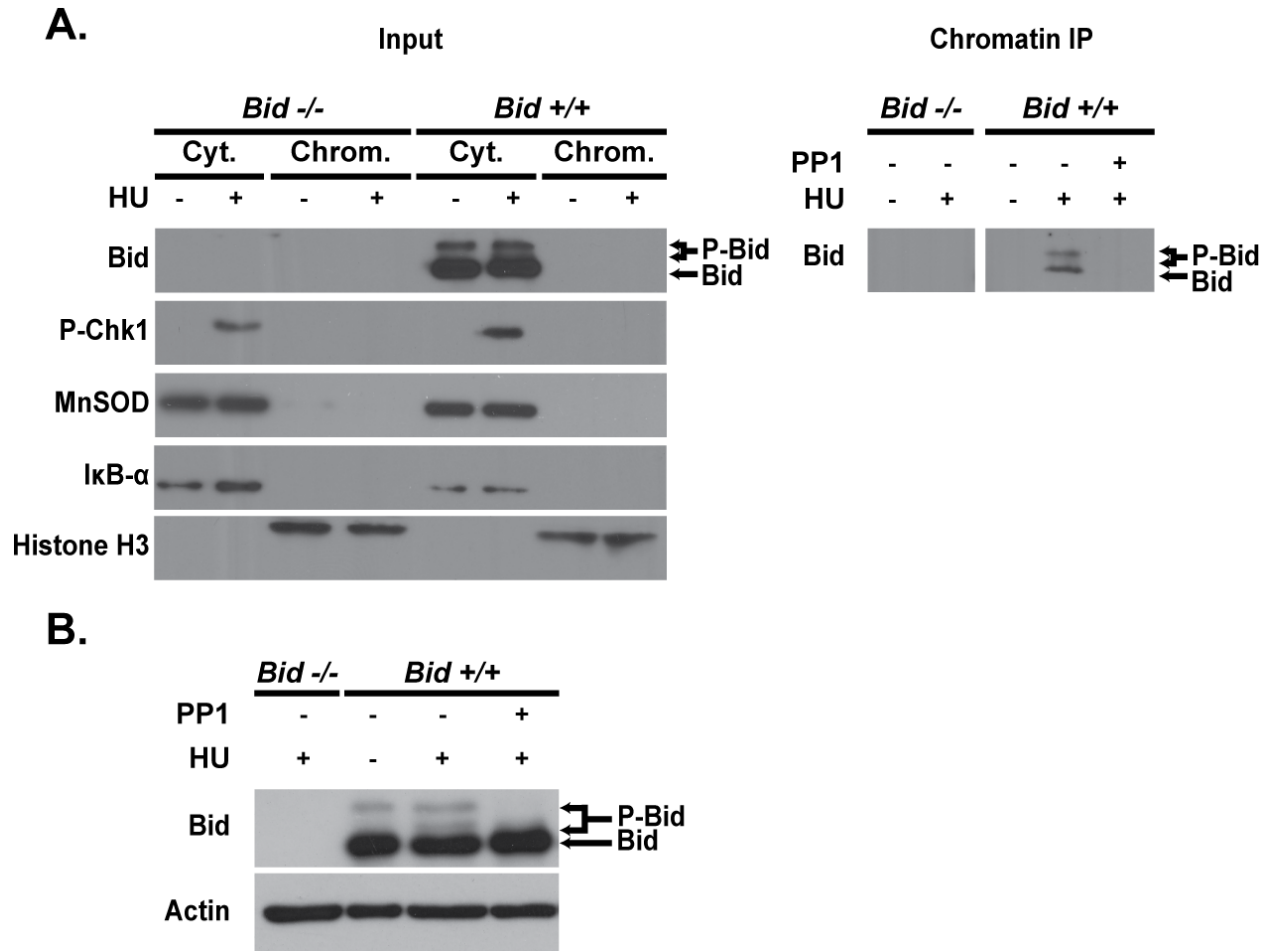 A.
Input
Chromatin IP
Bid -/-
Bid +/+
Cyt.
Chrom.
Cyt.
Chrom.
HU
- + - + - + - +
Bid
P-Bid
Bid
P-Chk1
MnSOD
IκB-α
Histone H3
Bid -/-
Bid +/+
PP1
- - - - +
HU
- + - + +
Bid
P-Bid
Bid
B.
Bid -/-
Bid +/+
PP1
- - - +
HU
+ - + +
Bid
P-Bid
Bid
Actin